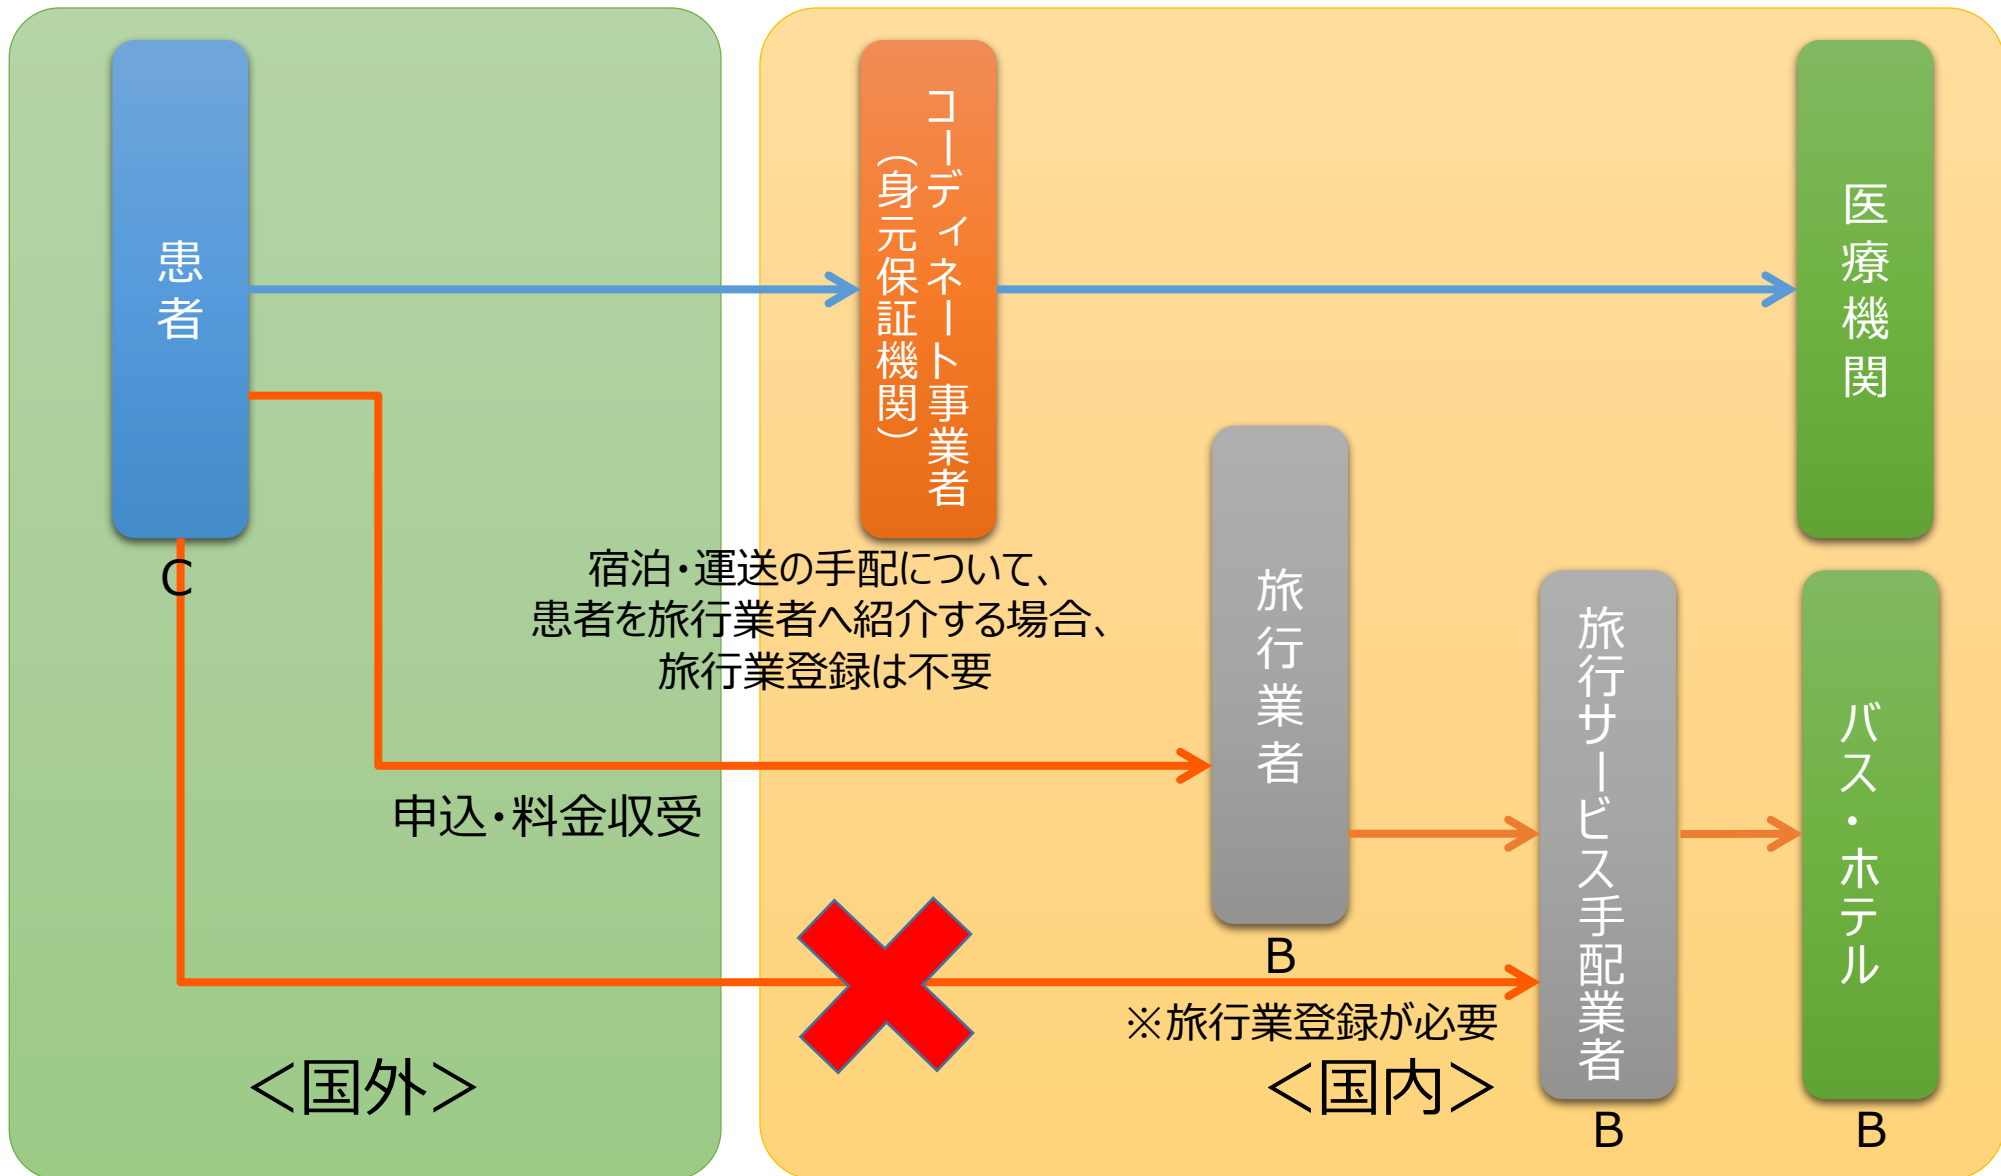 患者
C
コーディネート事業者
（身元保証機関）
医療機関
宿泊・運送の手配について、
患者を旅行業者へ紹介する場合、
旅行業登録は不要
旅行業者
B
旅行サービス手配業者
B
バス・ホテル
B
申込・料金収受
※旅行業登録が必要
＜国外＞
＜国内＞